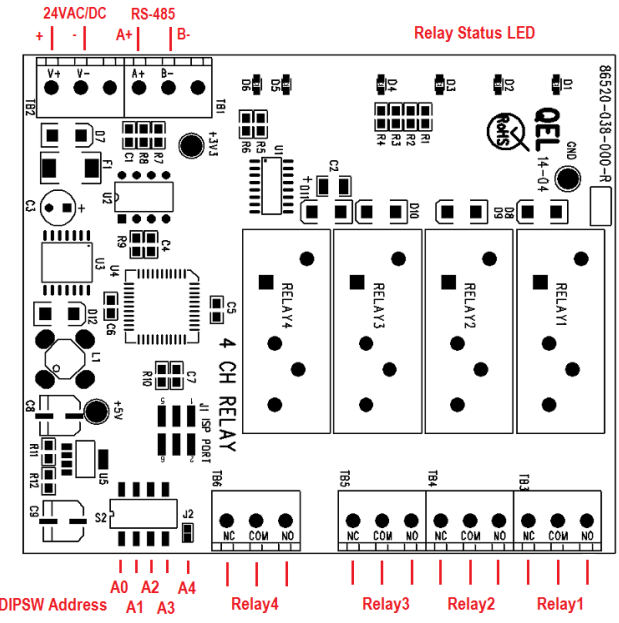 24VAC/DC RS-485
+ - A+ B-
Relay Status LED
V+ V- A+ B-
TB2 TB1
D6 D5 D4 D3 D2 D1
86520-038-000-R
D7
C1 R8 R7
+3V3
R6 R5
U1
R4 R3 R2 R1
RoHS
QEL
14-04
GND
F1
U2
C2
+
D11 D10 D9 D8
C3 +
R9 C4
U3
U4
RELAY4 RELAY3 RELAY2 RELAY1
D12
C6
C5
L1
R10 C7
4 CH RELAY
C8
+5V
5 1
J1 ISP PORT
6 2
R11
R12
U5
C9
S2
J2
TB6 TB5 TB4 TB3
NC COM NO NC COM NO NC COM NO NC COM NO
A0 A2 A4
DIPSW Address A1 A3 Relay4 Relay3 Relay2 Relay1